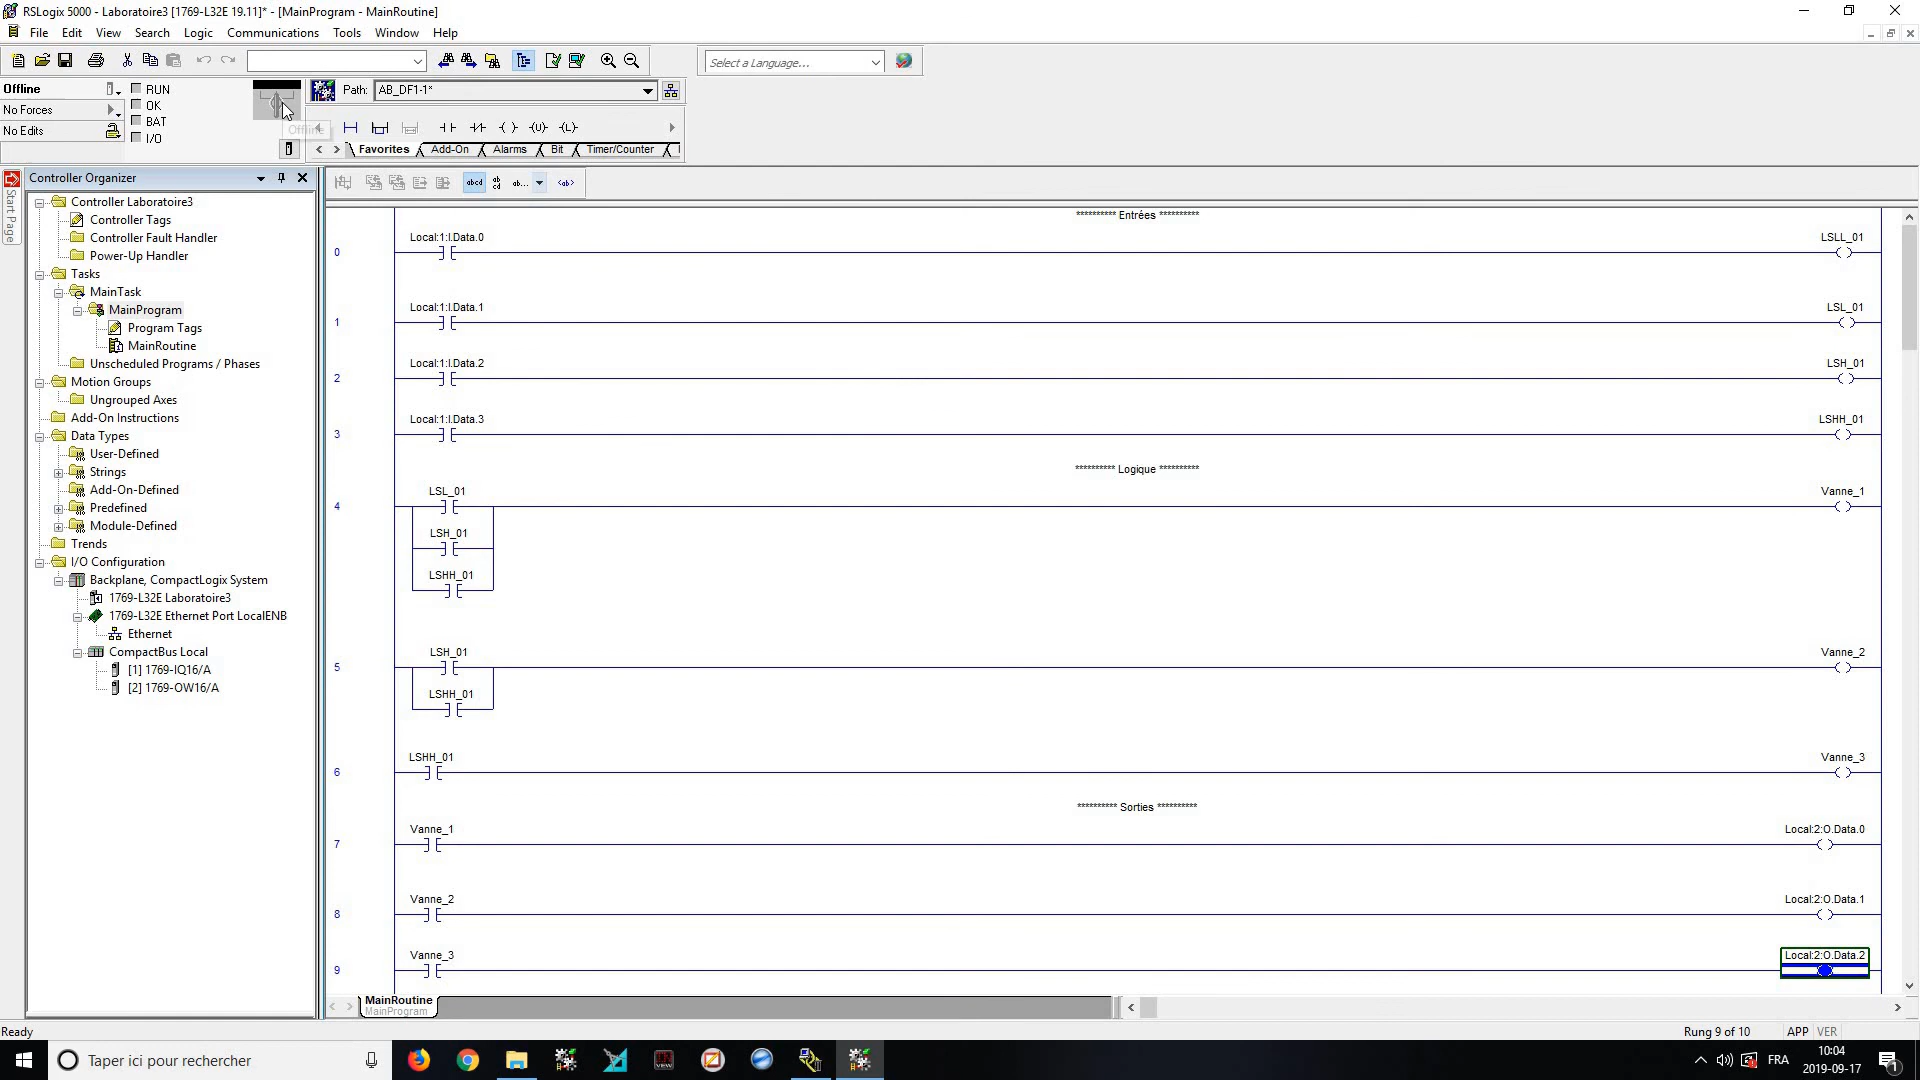 RSLogix 5000 - Laboratoire3 [1769-L32E 19.11]* - [MainProgram - MainRoutine]
File Edit View Search Logic Communications Tools Window Help
Select a Language...
Offline
No Forces
No Edits
RUN
OK
BAT
I/O
Offline
Path: AB_DF1-1*
Favorites Add-On Alarms Bit Timer/Counter
Start Page
Controller Organizer
Controller Laboratoire3
Controller Tags
Controller Fault Handler
Power-Up Handler
Tasks
MainTask
MainProgram
Program Tags
MainRoutine
Unscheduled Programs / Phases
Motion Groups
Ungrouped Axes
Add-On Instructions
Data Types
User-Defined
Strings
Add-On-Defined
Predefined
Module-Defined
Trends
I/O Configuration
Backplane, CompactLogix System
1769-L32E Laboratoire3
1769-L32E Ethernet Port LocalENB
Ethernet
CompactBus Local
[1] 1769-IQ16/A
[2] 1769-OW16/A
abcd ab cd ab... <ab>
********** Entrées **********
Local:1:I.Data.0 LSLL_01
0
Local:1:I.Data.1 LSL_01
1
Local:1:I.Data.2 LSH_01
2
Local:1:I.Data.3 LSHH_01
3
********** Logique **********
LSL_01 Vanne_1
4
LSH_01
LSHH_01
LSH_01 Vanne_2
5
LSHH_01
LSHH_01 Vanne_3
6
********** Sorties **********
Vanne_1 Local:2:O.Data.0
7
Vanne_2 Local:2:O.Data.1
8
Vanne_3 Local:2:O.Data.2
9
MainRoutine
MainProgram
Ready Rung 9 of 10 APP VER
Taper ici pour rechercher
FRA
10:04
2019-09-17
1